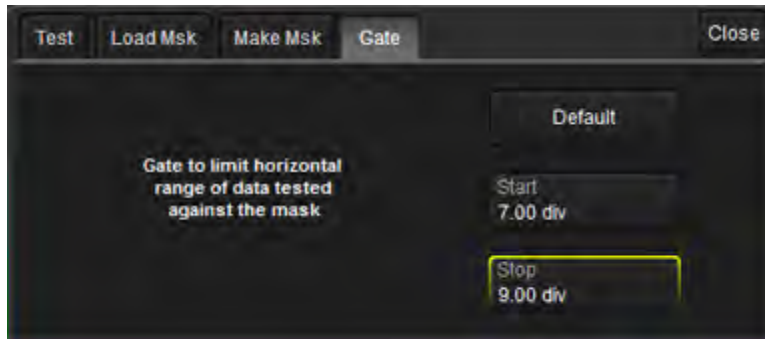 Test Load Msk Make Msk Gate Close
Default
Gate to limit horizontal
range of data tested
against the mask
Start
7.00 div
Stop
9.00 div